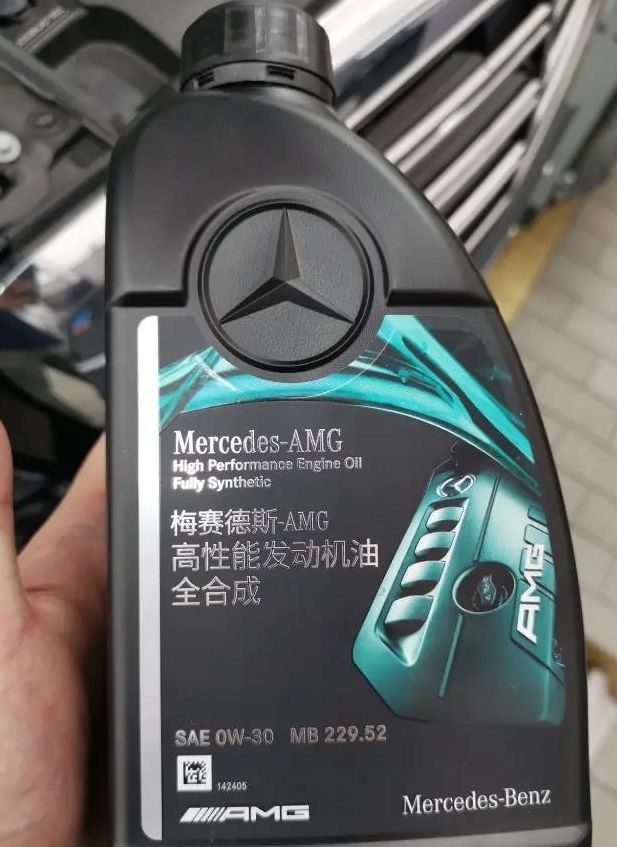 Mercedes-AMG
High Performance Engine Oil
Fully Synthetic
梅赛德斯-AMG
高性能发动机油
全合成
AMG
SAE 0W-30 MB 229.52
142405
AMG
Mercedes-Benz